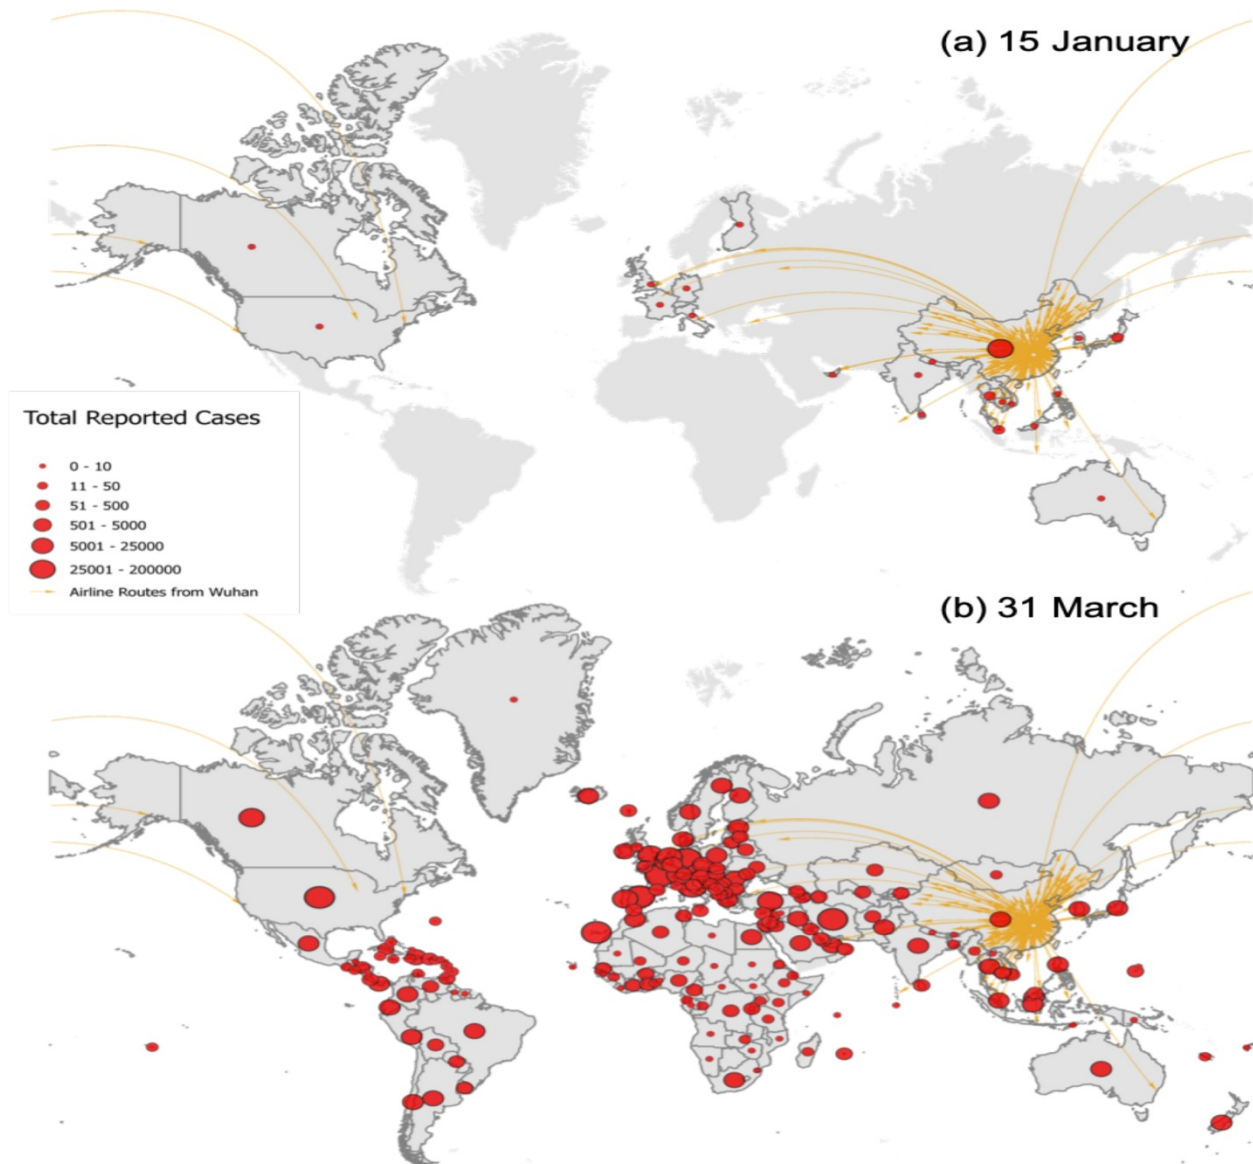 (a) 15 January
Total Reported Cases
0 - 10
11 - 50
51 - 500
501 - 5000
5001 - 25000
25001 - 200000
Airline Routes from Wuhan
(b) 31 March